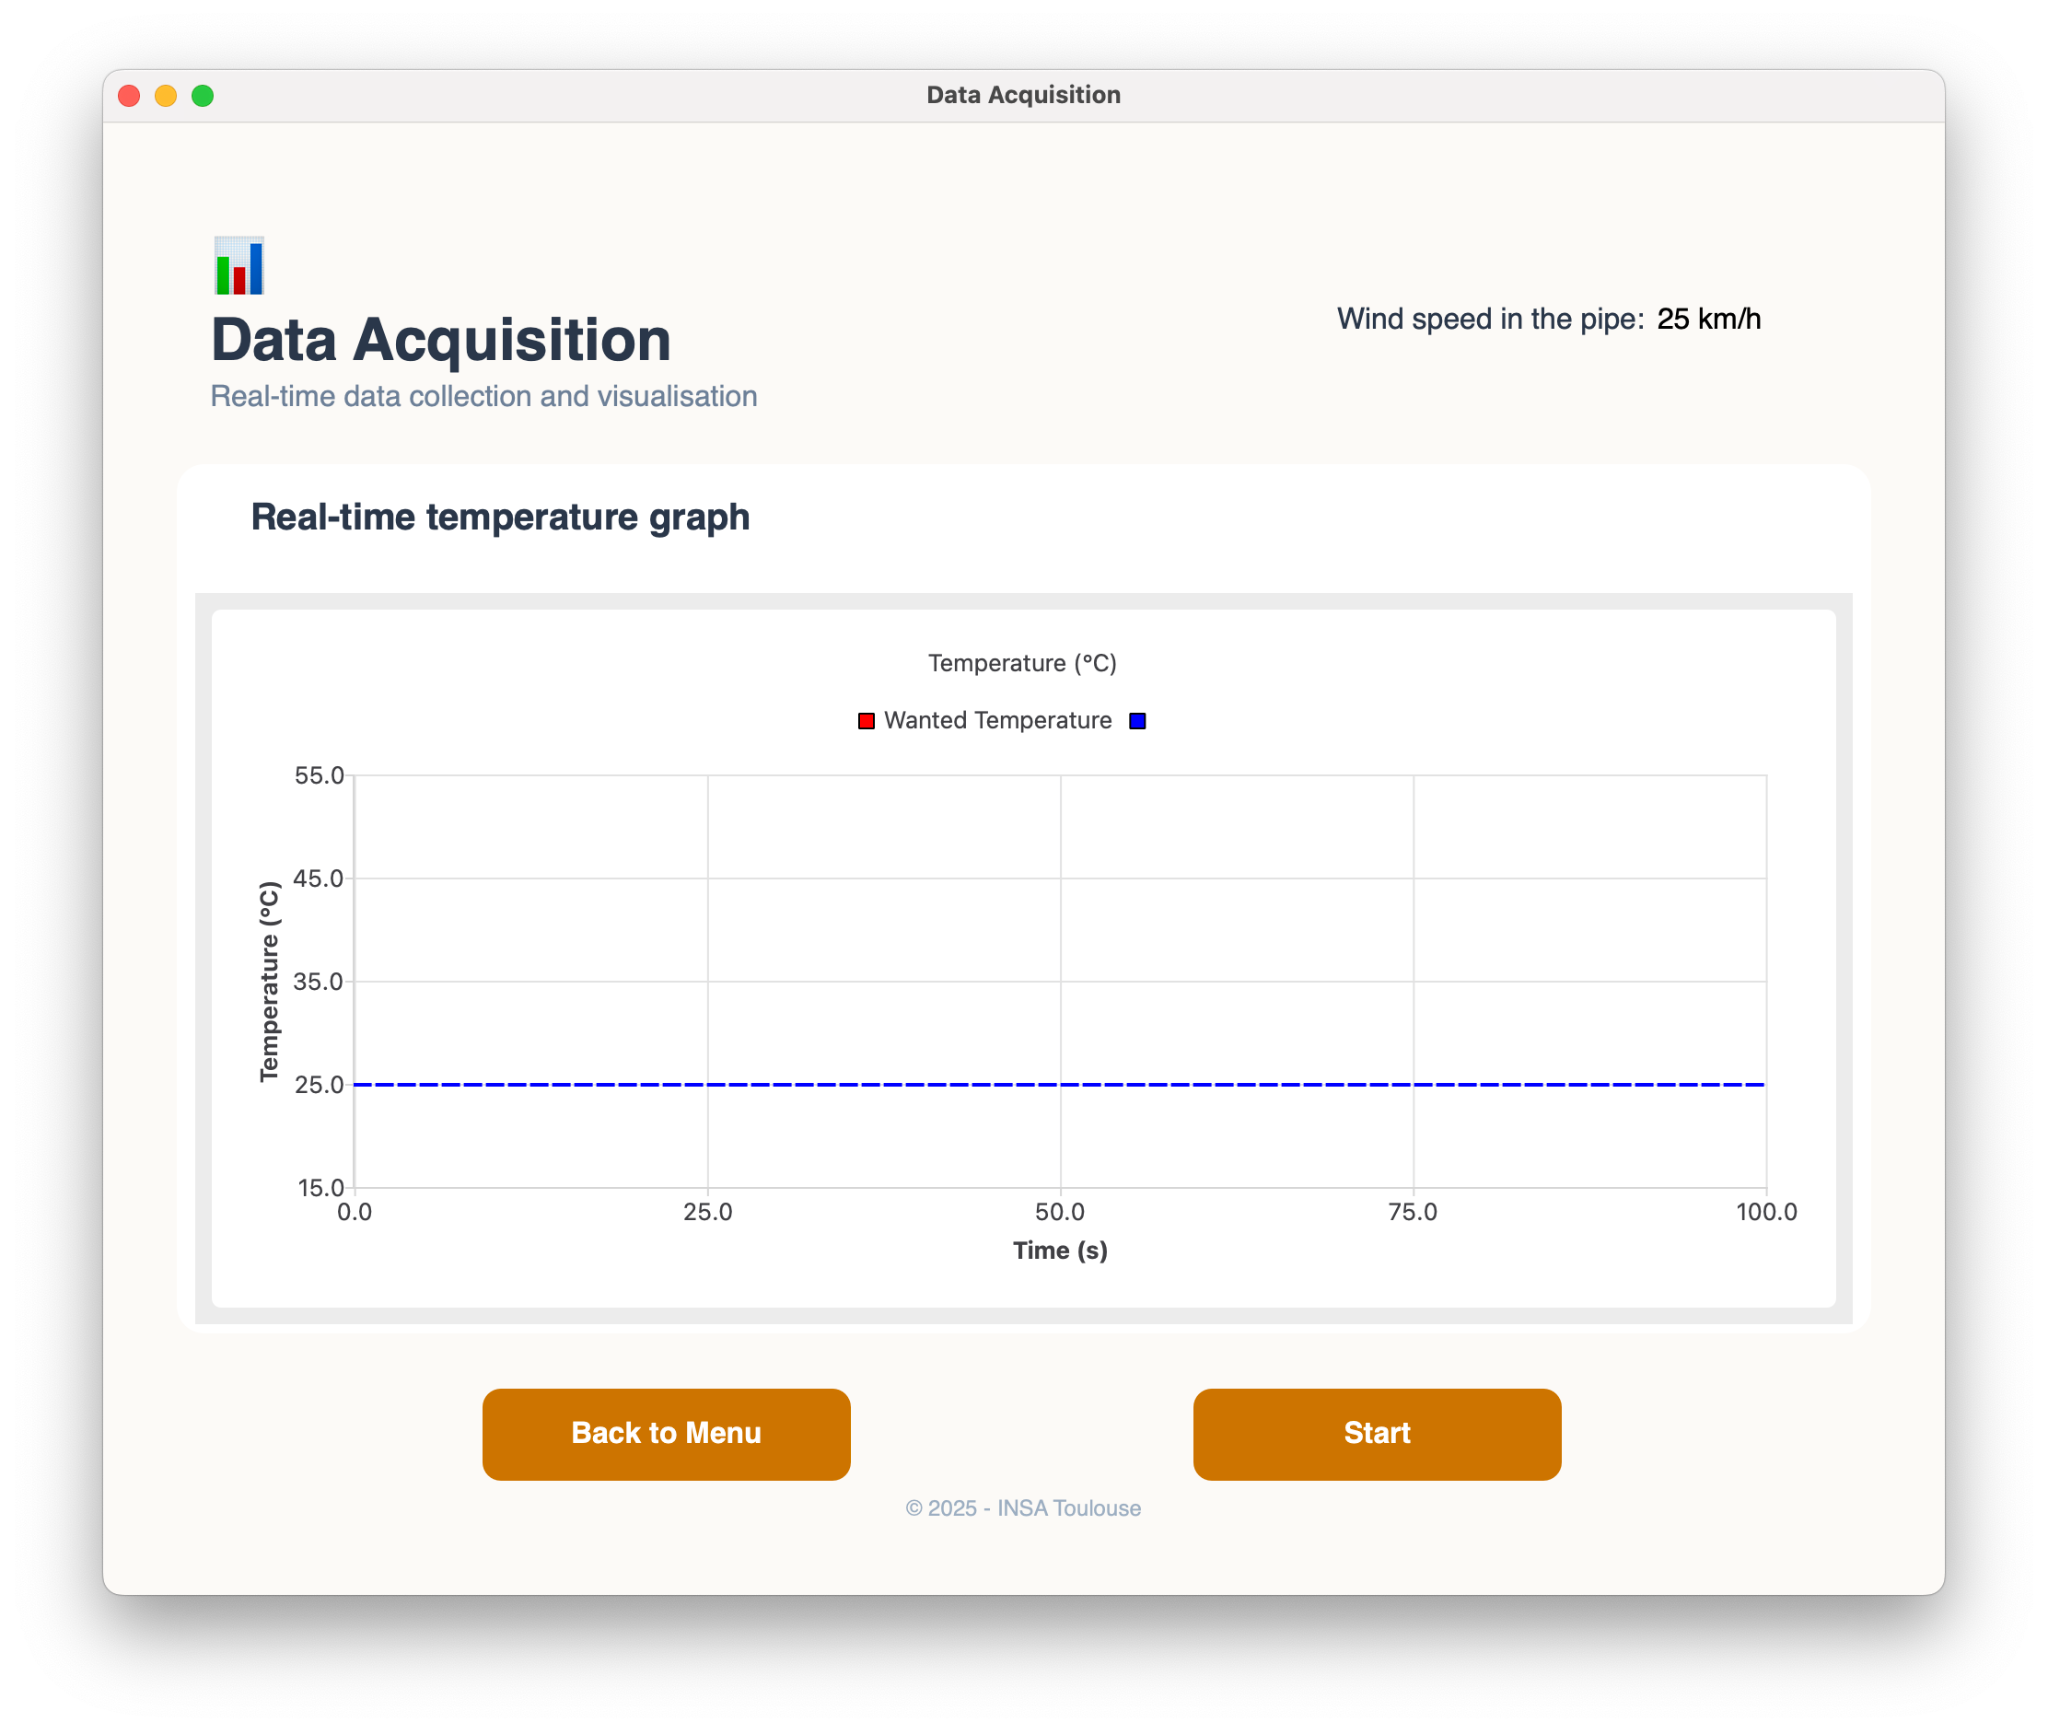 Data Acquisition
Data Acquisition
Real-time data collection and visualisation
Wind speed in the pipe: 25 km/h
Real-time temperature graph
Temperature (°C)
Wanted Temperature
Temperature (°C)
55.0
45.0
35.0
25.0
15.0
0.0 25.0 50.0 75.0 100.0
Time (s)
Back to Menu Start
© 2025 - INSA Toulouse